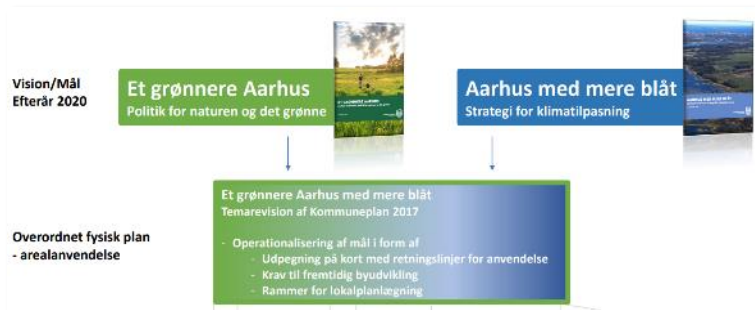 Vision/Mål
Efterår 2020
Et grønnere Aarhus
Politik for naturen og det grønne
Aarhus med mere blåt
Strategi for klimatilpasning
Overordnet fysisk plan
- arealanvendelse
Et grønnere Aarhus med mere blåt
Temarevision af Kommuneplan 2017
- Operationalisering af mål i form af
- Udpegning på kort med retningslinjer for anvendelse
- Krav til fremtidig byudvikling
- Rammer for lokalplanlægning